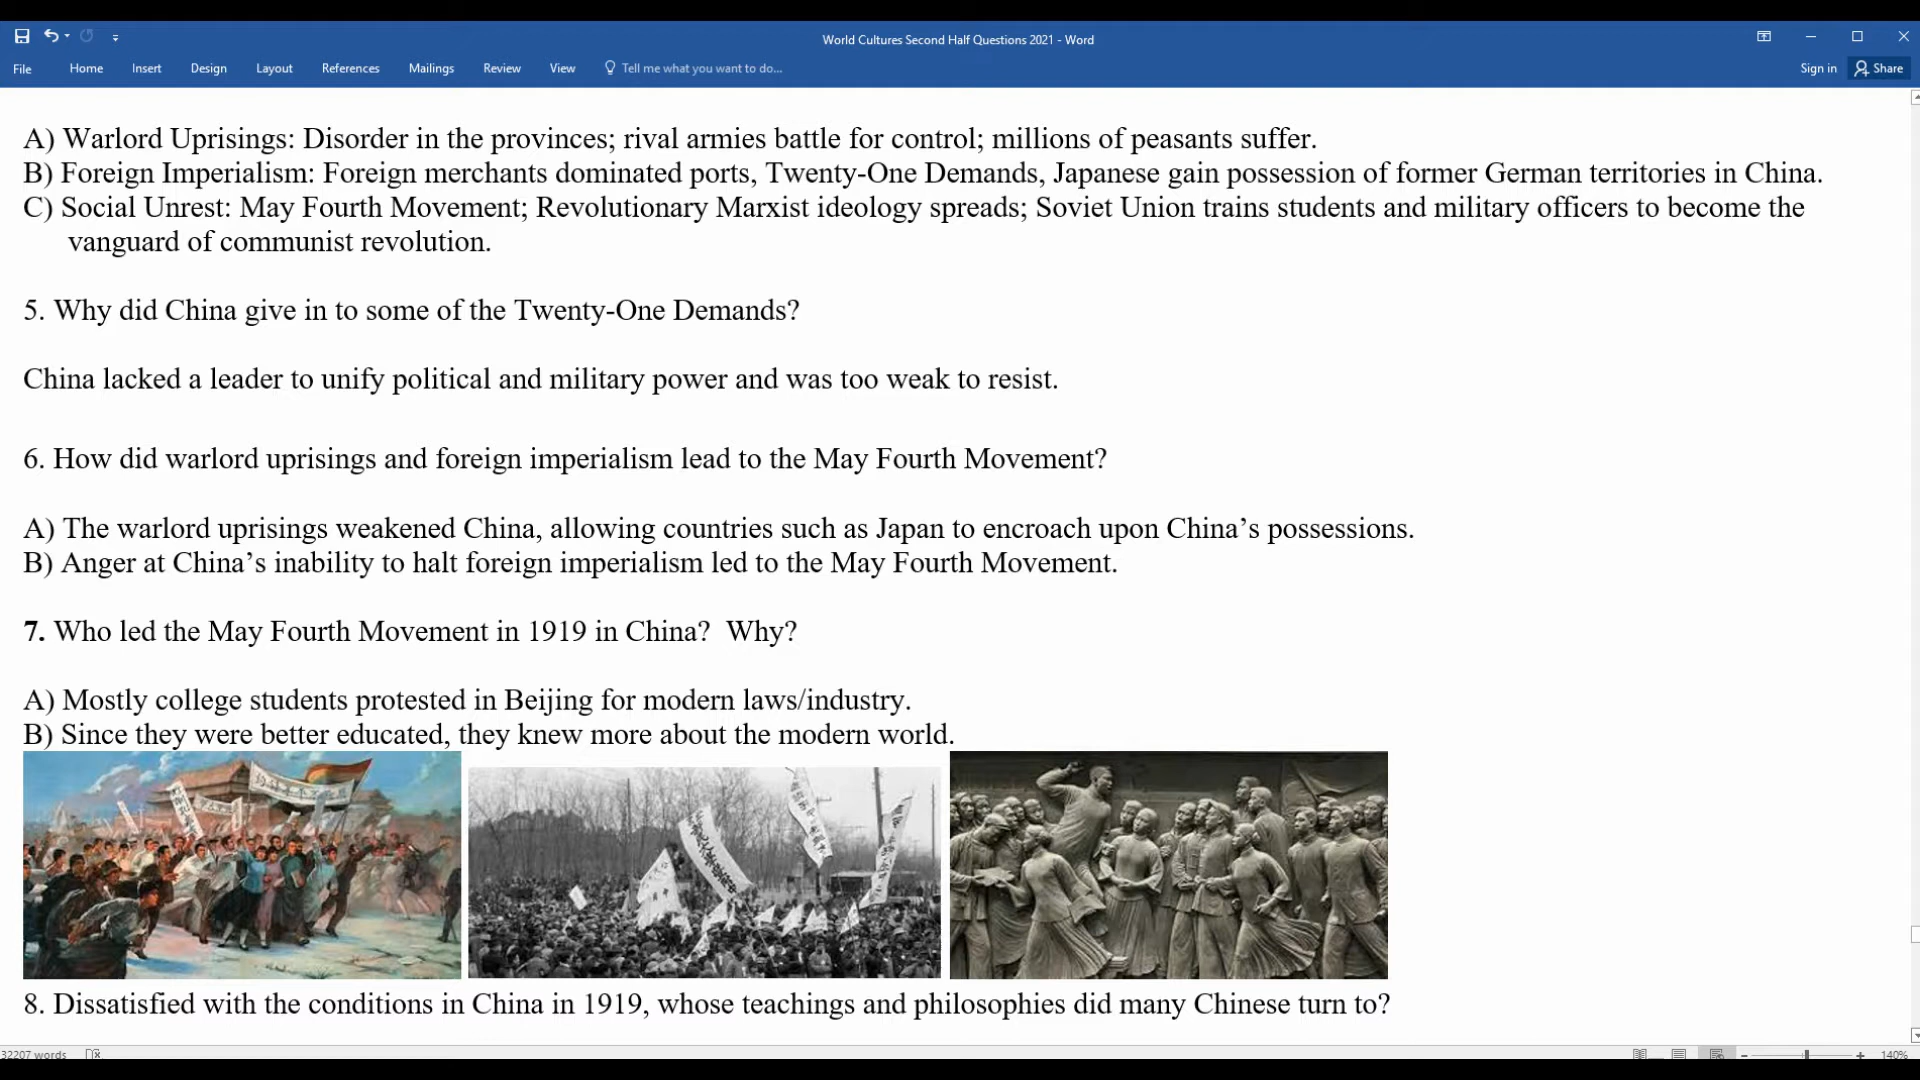 World Cultures Second Half Questions 2021 - Word
File Home Insert Design Layout References Mailings Review View Tell me what you want to do... Sign in Share
A) Warlord Uprisings: Disorder in the provinces; rival armies battle for control; millions of peasants suffer.
B) Foreign Imperialism: Foreign merchants dominated ports, Twenty-One Demands, Japanese gain possession of former German territories in China.
C) Social Unrest: May Fourth Movement; Revolutionary Marxist ideology spreads; Soviet Union trains students and military officers to become the
vanguard of communist revolution.
5. Why did China give in to some of the Twenty-One Demands?
China lacked a leader to unify political and military power and was too weak to resist.
6. How did warlord uprisings and foreign imperialism lead to the May Fourth Movement?
A) The warlord uprisings weakened China, allowing countries such as Japan to encroach upon China’s possessions.
B) Anger at China’s inability to halt foreign imperialism led to the May Fourth Movement.
7. Who led the May Fourth Movement in 1919 in China?  Why?
A) Mostly college students protested in Beijing for modern laws/industry.
B) Since they were better educated, they knew more about the modern world.
8. Dissatisfied with the conditions in China in 1919, whose teachings and philosophies did many Chinese turn to?
32207 words 140%